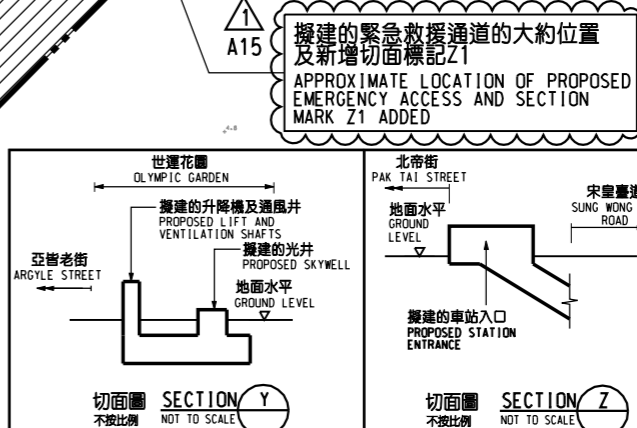 1
A15
擬建的緊急救援通道的大約位置
及新增切面標記Z1
APPROXIMATE LOCATION OF PROPOSED
EMERGENCY ACCESS AND SECTION
MARK Z1 ADDED
世運花園
OLYMPIC GARDEN
擬建的升降機及通風井
PROPOSED LIFT AND
VENTILATION SHAFTS
擬建的光井
PROPOSED SKYWELL
亞皆老街
ARGYLE STREET
地面水平
GROUND LEVEL
切面圖 SECTION Y
不按比例 NOT TO SCALE
北帝街
PAK TAI STREET
宋皇臺道
SUNG WONG
ROAD
地面水平
GROUND
LEVEL
擬建的車站入口
PROPOSED STATION
ENTRANCE
切面圖 SECTION Z
不按比例 NOT TO SCALE